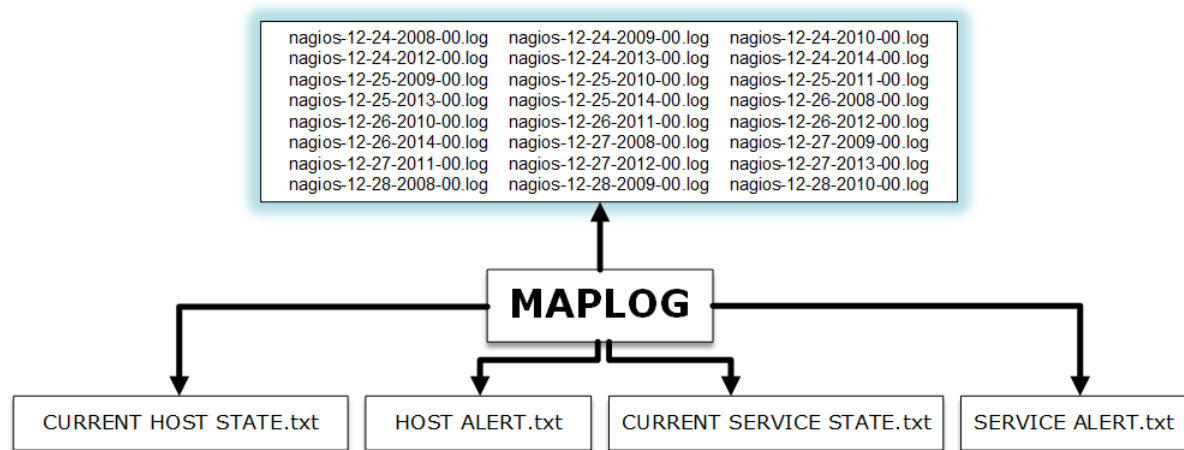 nagios-12-24-2008-00.log nagios-12-24-2009-00.log nagios-12-24-2010-00.log
nagios-12-24-2012-00.log nagios-12-24-2013-00.log nagios-12-24-2014-00.log
nagios-12-25-2009-00.log nagios-12-25-2010-00.log nagios-12-25-2011-00.log
nagios-12-25-2013-00.log nagios-12-25-2014-00.log nagios-12-26-2008-00.log
nagios-12-26-2010-00.log nagios-12-26-2011-00.log nagios-12-26-2012-00.log
nagios-12-26-2014-00.log nagios-12-27-2008-00.log nagios-12-27-2009-00.log
nagios-12-27-2011-00.log nagios-12-27-2012-00.log nagios-12-27-2013-00.log
nagios-12-28-2008-00.log nagios-12-28-2009-00.log nagios-12-28-2010-00.log
MAPLOG
CURRENT HOST STATE.txt
HOST ALERT.txt
CURRENT SERVICE STATE.txt
SERVICE ALERT.txt